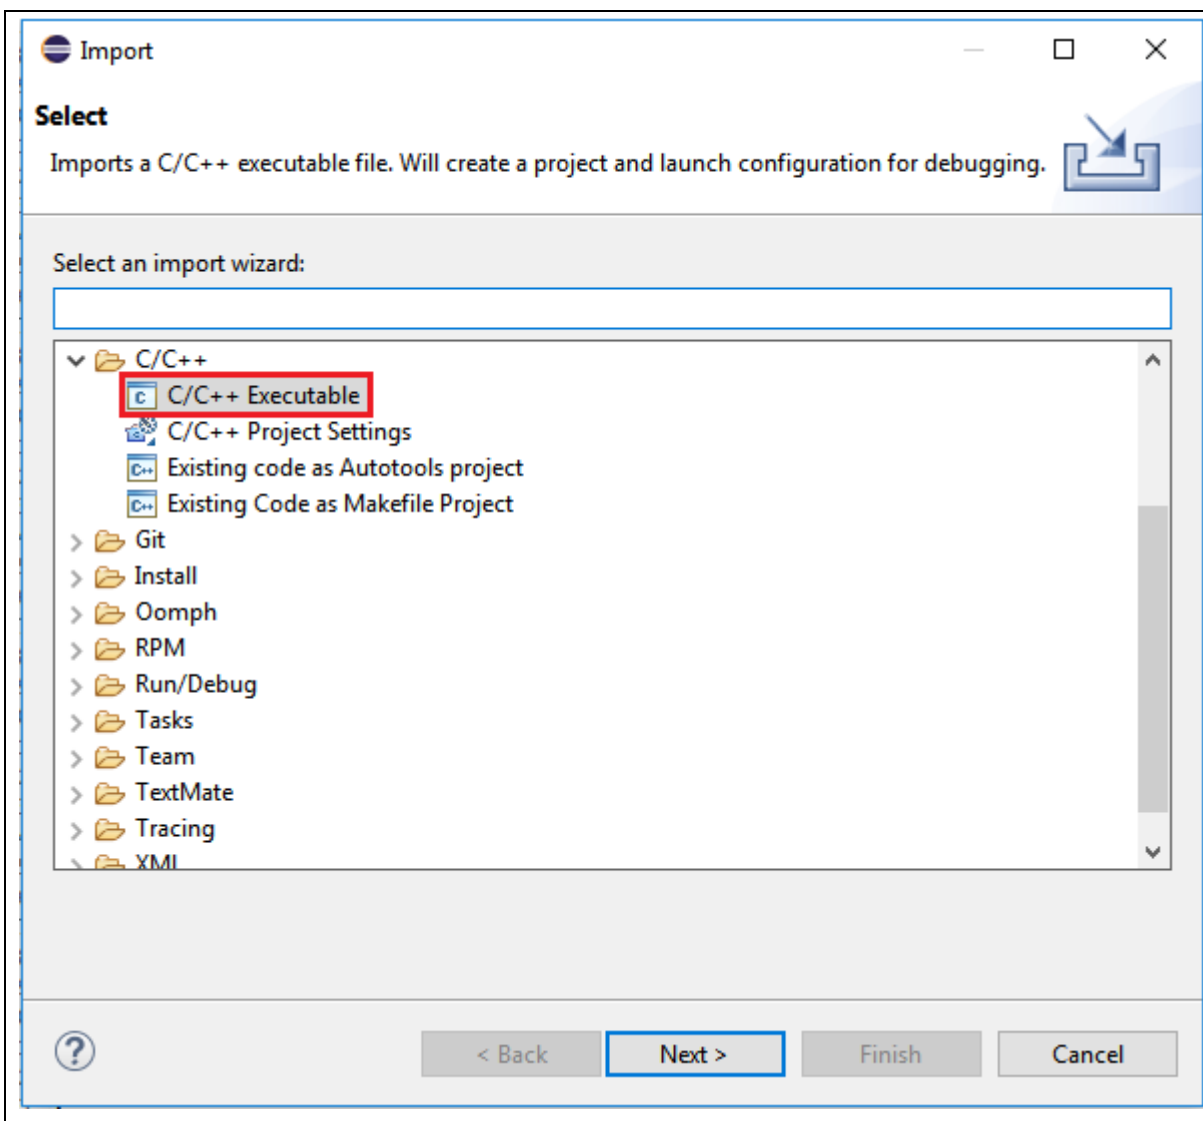 Import
Select
Imports a C/C++ executable file. Will create a project and launch configuration for debugging.
Select an import wizard:
C/C++
C/C++ Executable
C/C++ Project Settings
Existing code as Autotools project
Existing Code as Makefile Project
Git
Install
Oomph
RPM
Run/Debug
Tasks
Team
TextMate
Tracing
XML
< Back Next > Finish Cancel